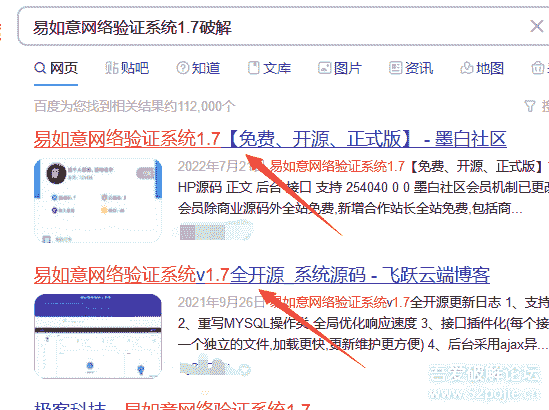 易如意网络验证系统1.7破解
网页 贴吧 知道 文库 图片 资讯 地图
百度为您找到相关结果约112,000个
易如意网络验证系统1.7【免费、开源、正式版】 - 墨白社区
2022年7月2 易如意网络验证系统1.7【免费、开源、正式版】
HP源码 正文 后台 接口 支持 254040 0 0 墨白社区会员机制已更改
会员除商业源码外全站免费,新增合作站长全站免费,包括商...
易如意网络验证系统v1.7全开源_系统源码 - 飞跃云端博客
2021年9月26日 易如意网络验证系统v1.7全开源更新日志 1、支持
2、重写MYSQL操作类,全局优化响应速度 3、接口插件化(每个接
一个独立的文件,加载更快,更新维护更方便) 4、后台采用ajax异...
吾爱破解论坛
www.52pojie.cn
极客科技 易如意网络验证系统1.7